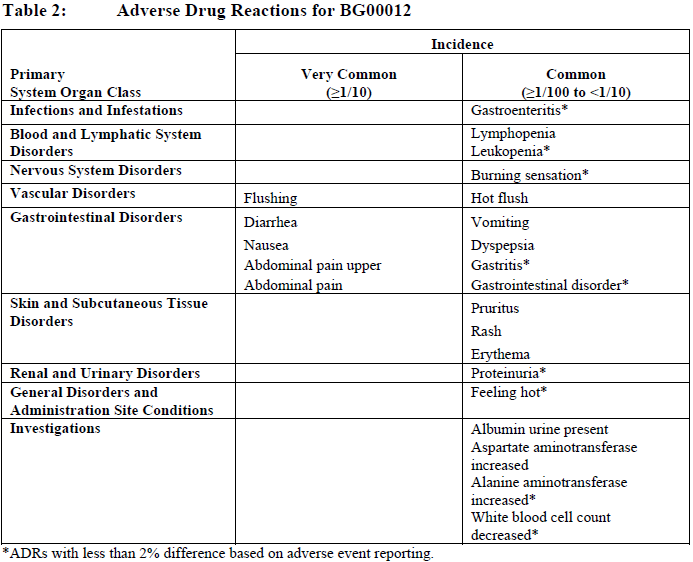 Table 2: Adverse Drug Reactions for BG00012
Incidence
Primary
System Organ Class
Very Common
(≥1/10)
Common
(≥1/100 to <1/10)
Infections and Infestations
Gastroenteritis*
Blood and Lymphatic System
Disorders
Lymphopenia
Leukopenia*
Nervous System Disorders
Burning sensation*
Vascular Disorders
Flushing
Hot flush
Gastrointestinal Disorders
Diarrhea
Nausea
Abdominal pain upper
Abdominal pain
Vomiting
Dyspepsia
Gastritis*
Gastrointestinal disorder*
Skin and Subcutaneous Tissue
Disorders
Pruritus
Rash
Erythema
Renal and Urinary Disorders
Proteinuria*
General Disorders and
Administration Site Conditions
Feeling hot*
Investigations
Albumin urine present
Aspartate aminotransferase
increased
Alanine aminotransferase
increased*
White blood cell count
decreased*
*ADRs with less than 2% difference based on adverse event reporting.